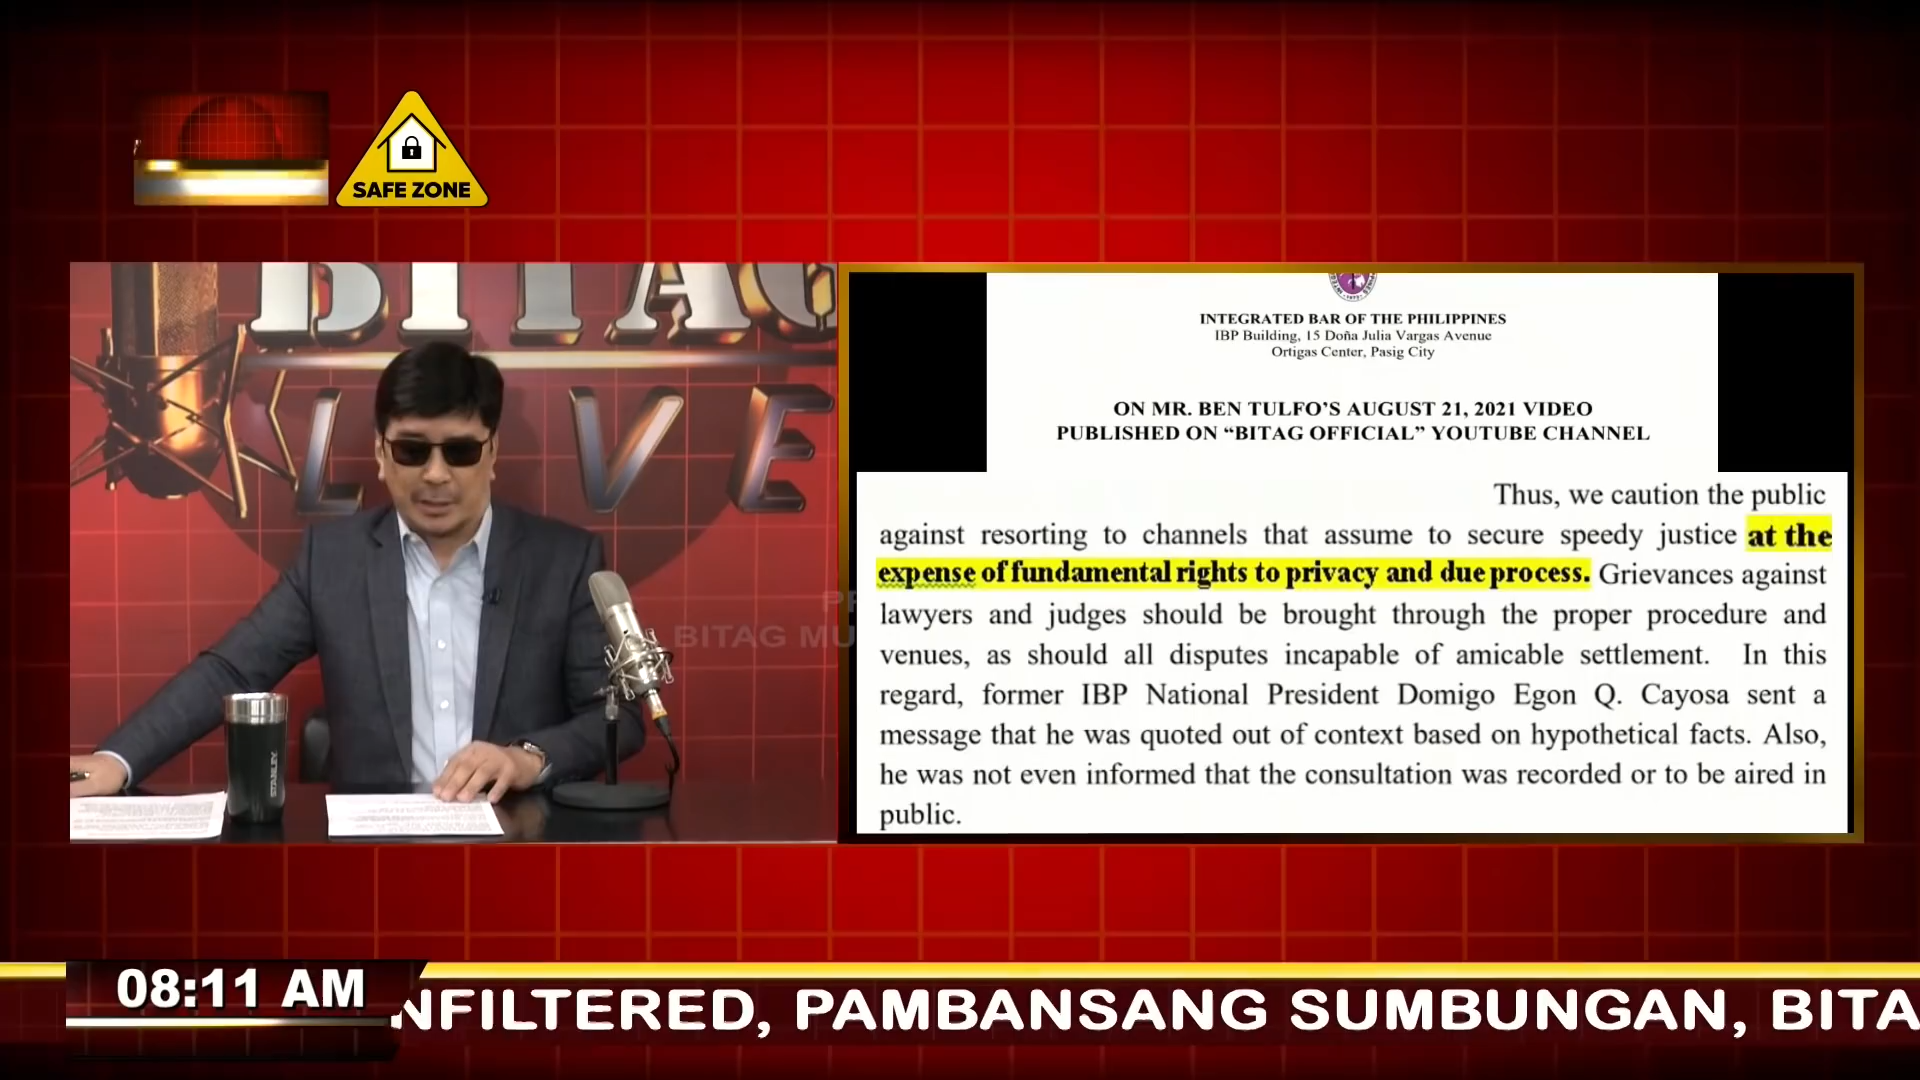 SAFE ZONE
BITAG
LIVE
STANLEY
BITAG MU
INTEGRATED BAR OF THE PHILIPPINES
IBP Building, 15 Doña Julia Vargas Avenue
Ortigas Center, Pasig City
ON MR. BEN TULFO’S AUGUST 21, 2021 VIDEO
PUBLISHED ON “BITAG OFFICIAL” YOUTUBE CHANNEL
Thus, we caution the public
against resorting to channels that assume to secure speedy justice at the
expense of fundamental rights to privacy and due process. Grievances against
lawyers and judges should be brought through the proper procedure and
venues, as should all disputes incapable of amicable settlement. In this
regard, former IBP National President Domigo Egon Q. Cayosa sent a
message that he was quoted out of context based on hypothetical facts. Also,
he was not even informed that the consultation was recorded or to be aired in
public.
08:11 AM
NFILTERED, PAMBANSANG SUMBUNGAN, BITA